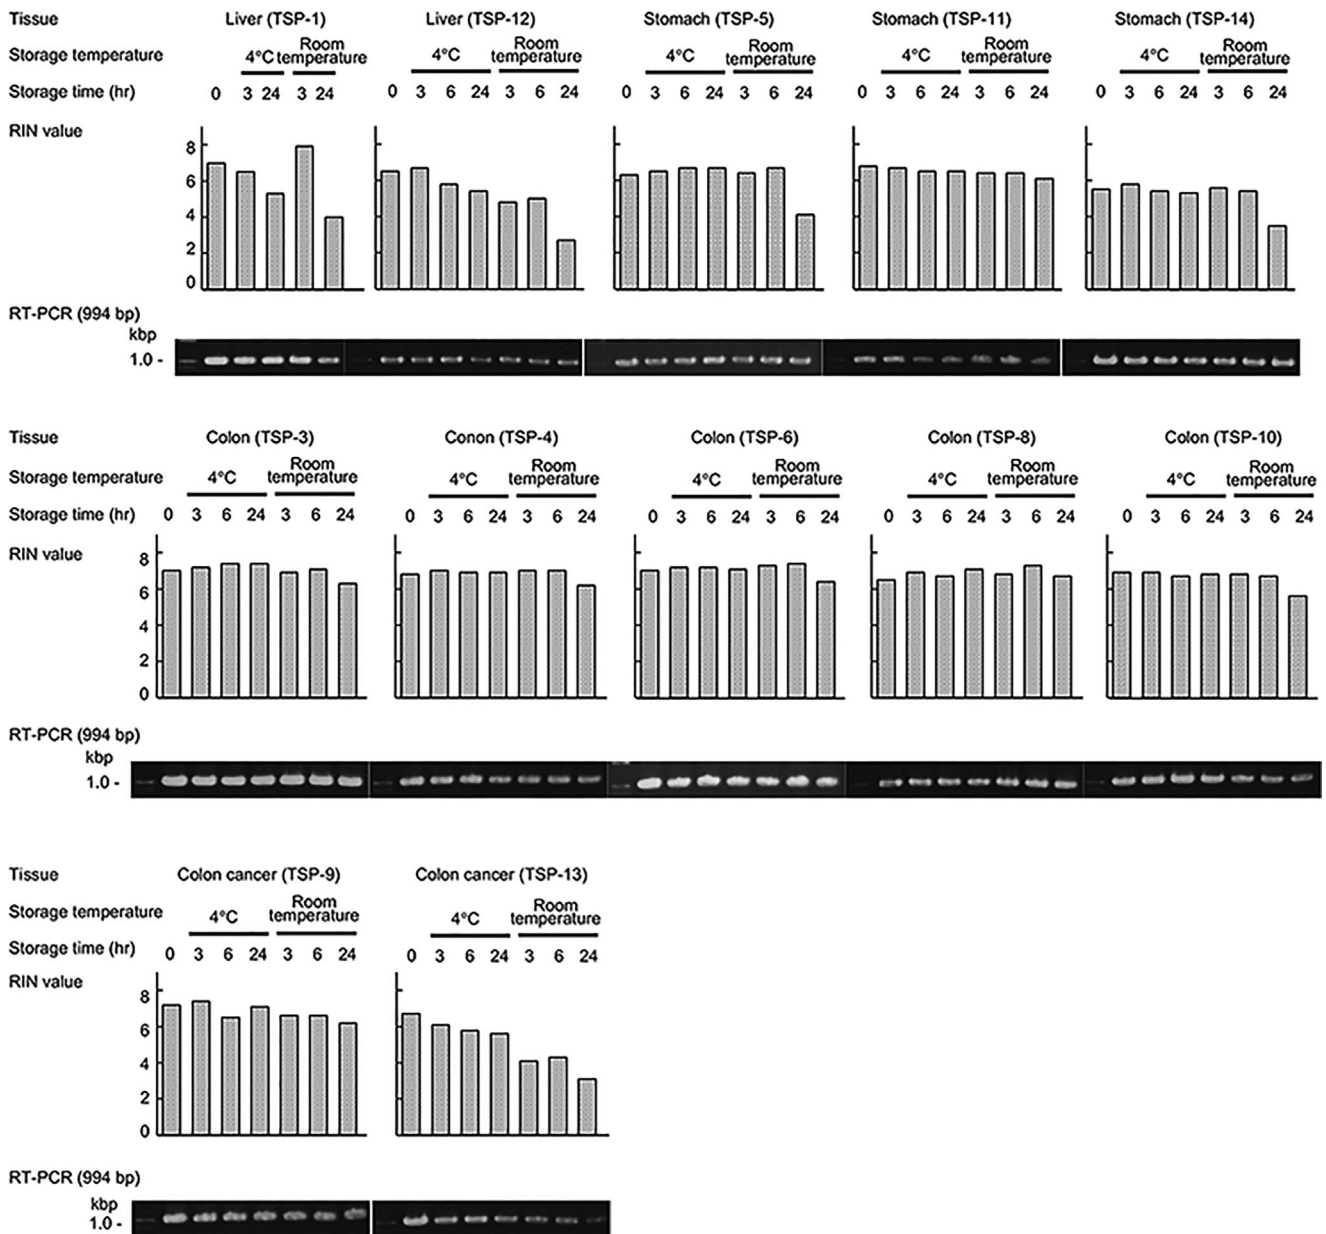 Tissue Liver (TSP-1) Liver (TSP-12) Stomach (TSP-5) Stomach (TSP-11) Stomach (TSP-14)
Storage temperature 4°C Room temperature 4°C Room temperature 4°C Room temperature 4°C Room temperature 4°C Room temperature
Storage time (hr) 0 3 24 3 24 0 3 6 24 3 6 24 0 3 6 24 3 6 24 0 3 6 24 3 6 24 0 3 6 24 3 6 24
RIN value
8
6
4
2
0
RT-PCR (994 bp)
kbp
1.0 -
Tissue Colon (TSP-3) Conon (TSP-4) Colon (TSP-6) Colon (TSP-8) Colon (TSP-10)
Storage temperature 4°C Room temperature 4°C Room temperature 4°C Room temperature 4°C Room temperature 4°C Room temperature
Storage time (hr) 0 3 6 24 3 6 24 0 3 6 24 3 6 24 0 3 6 24 3 6 24 0 3 6 24 3 6 24 0 3 6 24 3 6 24
RIN value
8
6
4
2
0
RT-PCR (994 bp)
kbp
1.0 -
Tissue Colon cancer (TSP-9) Colon cancer (TSP-13)
Storage temperature 4°C Room temperature 4°C Room temperature
Storage time (hr) 0 3 6 24 3 6 24 0 3 6 24 3 6 24
RIN value
8
6
4
2
0
RT-PCR (994 bp)
kbp
1.0 -